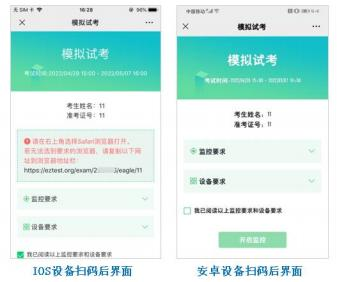 无 SIM 卡
16:28
96%
模拟试考
模拟试考
考试时间:2022/04/29 15:00 - 2022/05/07 16:00
考生姓名：11
准考证号：11
请在右上角选择Safari浏览器打开。
若无法选到要求的浏览器，请复制以下网
址到浏览器地址栏:
https://eztest.org/exam/2 /eagle/11
监控要求
设备要求
我已阅读以上监控要求和设备要求
IOS设备扫码后界面
中国移动
模拟试考
模拟试考
考生姓名：11
准考证号：11
监控要求
设备要求
我已阅读以上监控要求和设备要求
开启监控
安卓设备扫码后界面